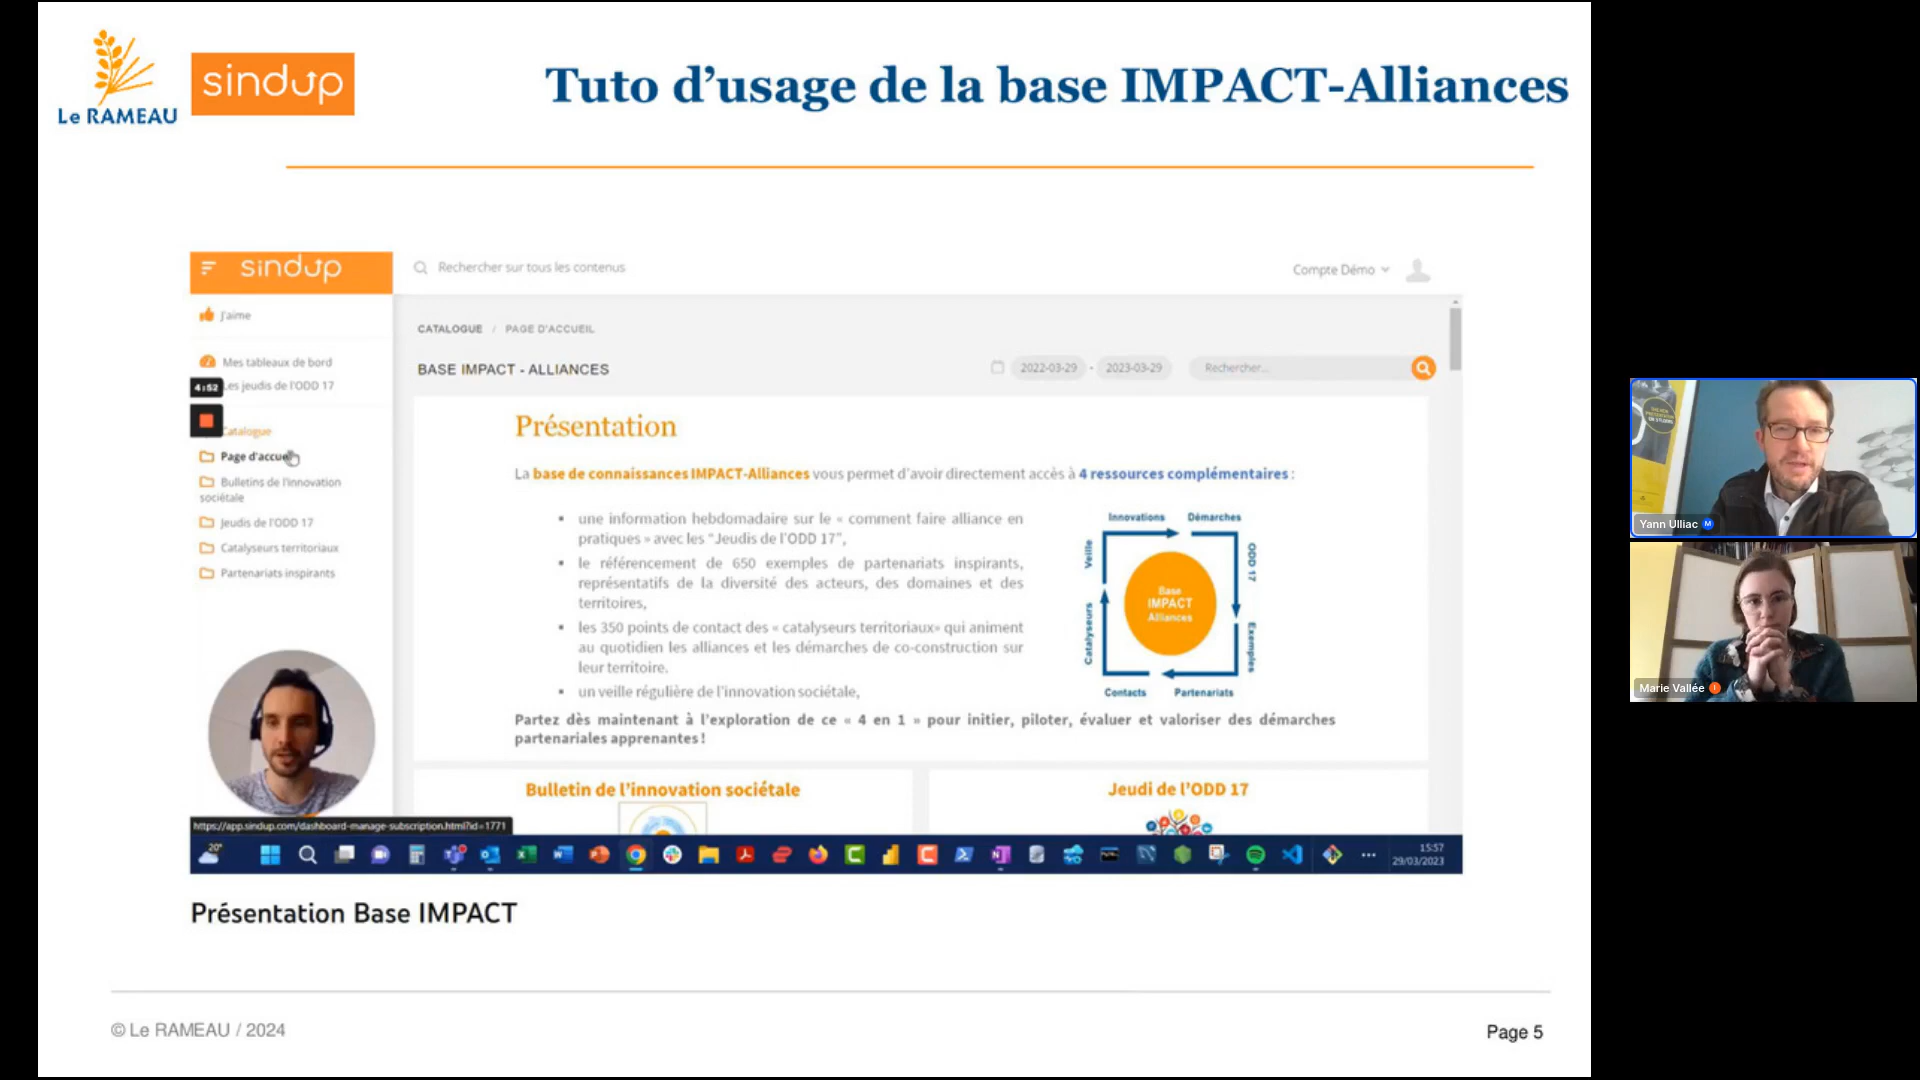 Le RAMEAU
sindup
Tuto d’usage de la base IMPACT-Alliances
sindup
Rechercher sur tous les contenus
Compte Démo
J'aime
Mes tableaux de bord
4:52
Les jeudis de l'ODD 17
Catalogue
Page d'accueil
Bulletins de l'innovation
sociétale
Jeudis de l'ODD 17
Catalyseurs territoriaux
Partenariats inspirants
CATALOGUE / PAGE D'ACCUEIL
BASE IMPACT - ALLIANCES
2022-03-29 - 2023-03-29
Rechercher...
Présentation
La base de connaissances IMPACT-Alliances vous permet d'avoir directement accès à 4 ressources complémentaires :
▪ une information hebdomadaire sur le « comment faire alliance en
pratiques » avec les "Jeudis de l'ODD 17",
▪ le référencement de 650 exemples de partenariats inspirants,
représentatifs de la diversité des acteurs, des domaines et des
territoires,
▪ les 350 points de contact des « catalyseurs territoriaux» qui animent
au quotidien les alliances et les démarches de co-construction sur
leur territoire.
▪ un veille régulière de l'innovation sociétale,
Innovations
Démarches
Veille
ODD 17
Base
IMPACT
Alliances
Catalyseurs
Exemples
Contacts
Partenariats
Partez dès maintenant à l'exploration de ce « 4 en 1 » pour initier, piloter, évaluer et valoriser des démarches
partenariales apprenantes !
Bulletin de l'innovation sociétale
Jeudi de l'ODD 17
https://app.sindup.com/dashboard-manage-subscription.html?id=1771
20°
15:57
29/03/2023
Présentation Base IMPACT
© Le RAMEAU / 2024
Page 5
Yann Ulliac
M
Marie Vallée